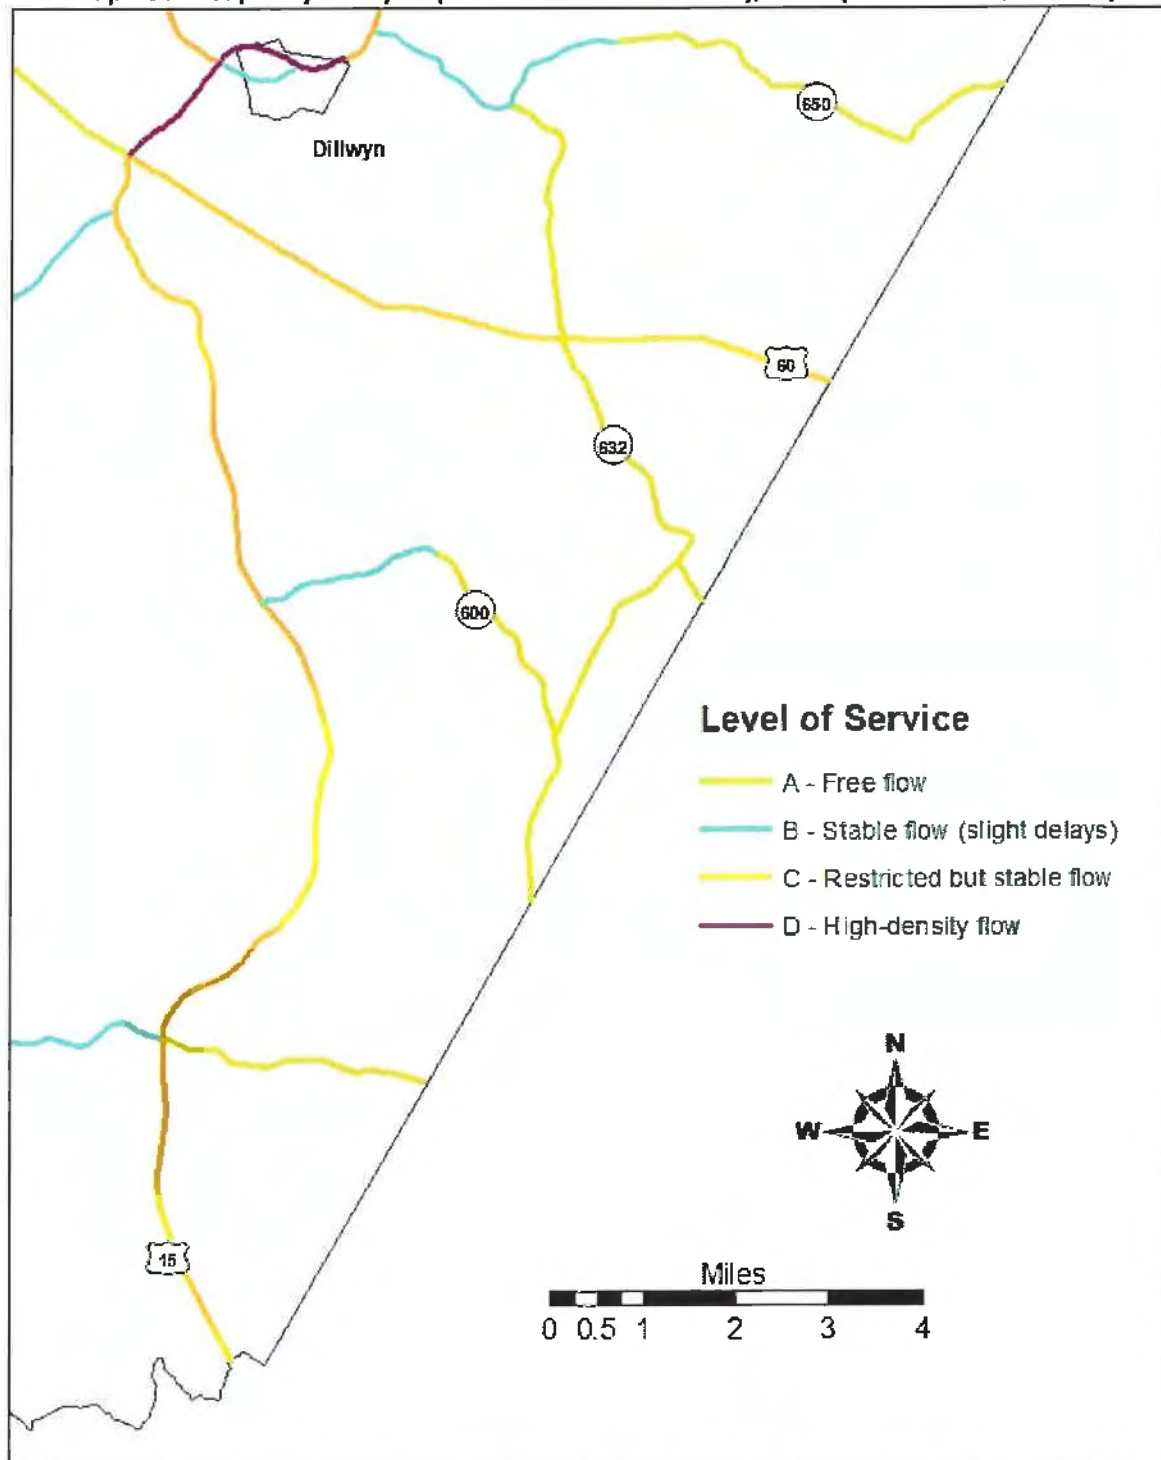 650
Dillwyn
60
632
600
Level of Service
A - Free flow
B - Stable flow (slight delays)
C - Restricted but stable flow
D - High-density flow
N
W E
S
15
Miles
0 0.5 1 2 3 4